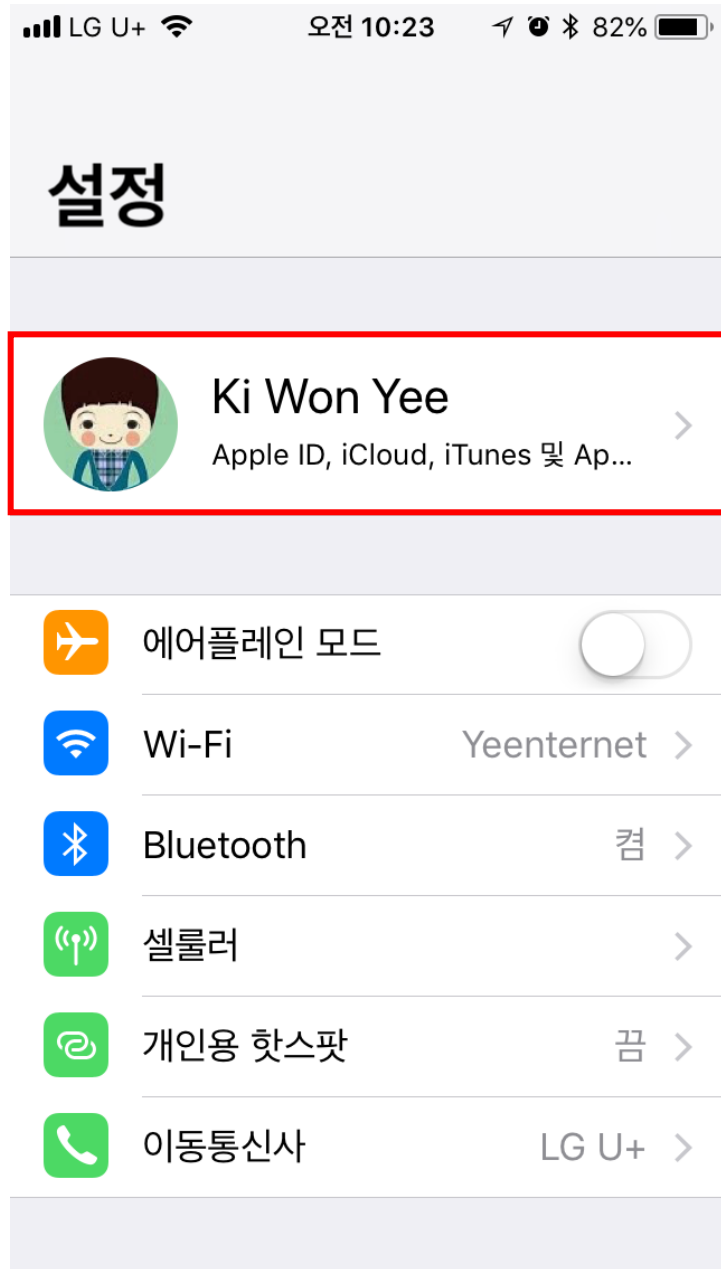 LG U+ 오전 10:23 82%
설정
Ki Won Yee
Apple ID, iCloud, iTunes 및 Ap...
에어플레인 모드
Wi-Fi Yeenternet
Bluetooth 켬
셀룰러
개인용 핫스팟 끔
이동통신사 LG U+